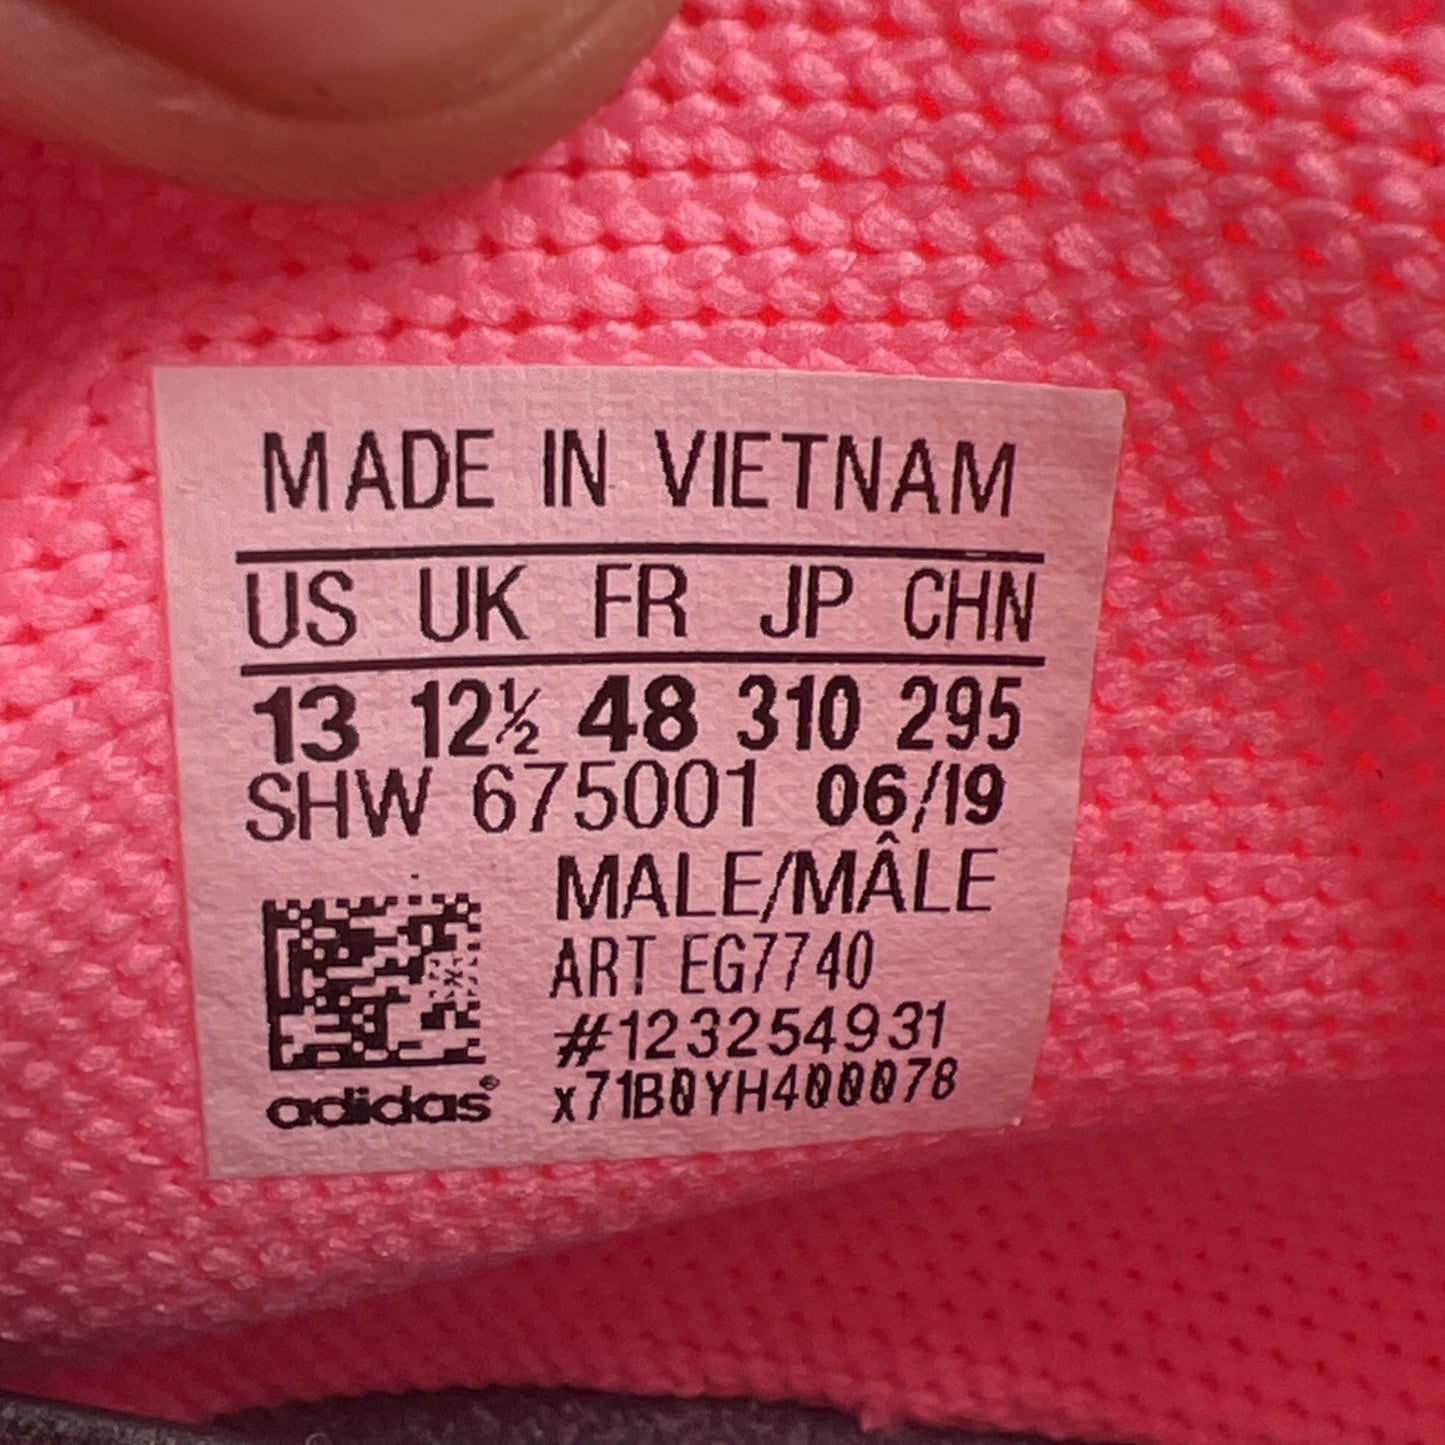 MADE IN VIETNAM
US UK FR JP CHN
13 12½ 48 310 295
SHW 675001 06/19
MALE/MÂLE
ART EG7740
#123254931
x71B0YH400078
adidas®